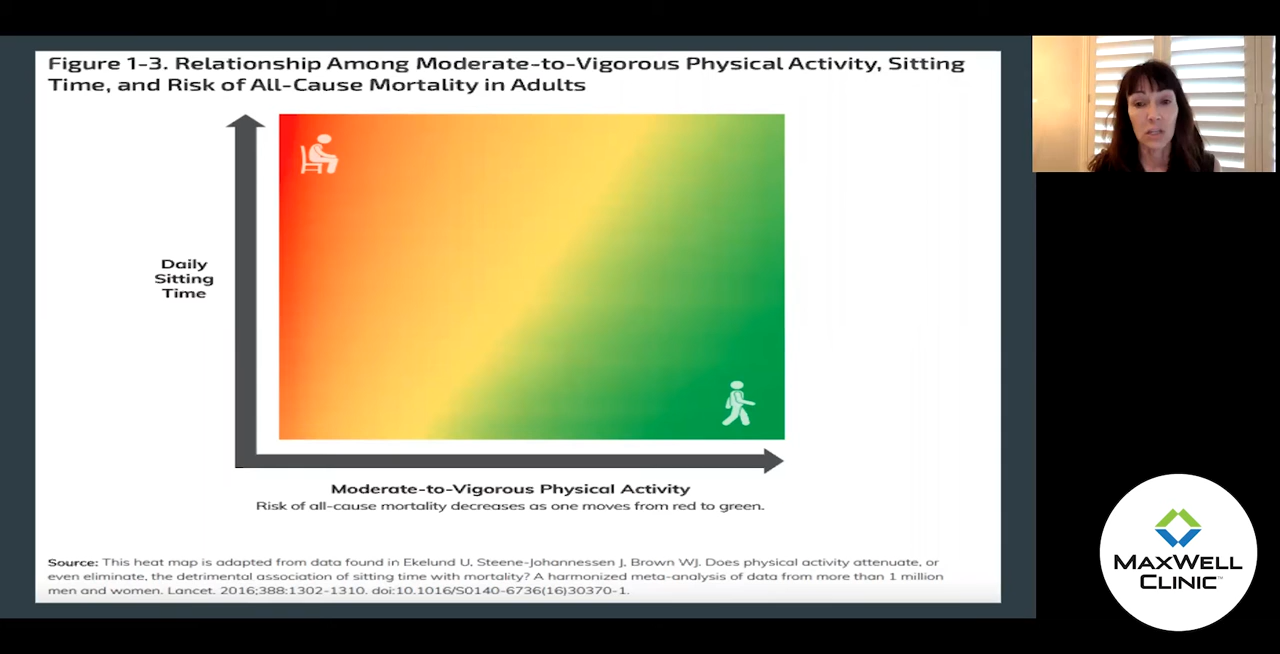 Figure 1-3. Relationship Among Moderate-to-Vigorous Physical Activity, Sitting
Time, and Risk of All-Cause Mortality in Adults
Daily
Sitting
Time
Moderate-to-Vigorous Physical Activity
Risk of all-cause mortality decreases as one moves from red to green.
Source: This heat map is adapted from data found in Ekelund U, Steene-Johannessen J, Brown WJ. Does physical activity attenuate, or
even eliminate, the detrimental association of sitting time with mortality? A harmonized meta-analysis of data from more than 1 million
men and women. Lancet. 2016;388:1302-1310. doi:10.1016/S0140-6736(16)30370-1.
MAXWELL
CLINIC™